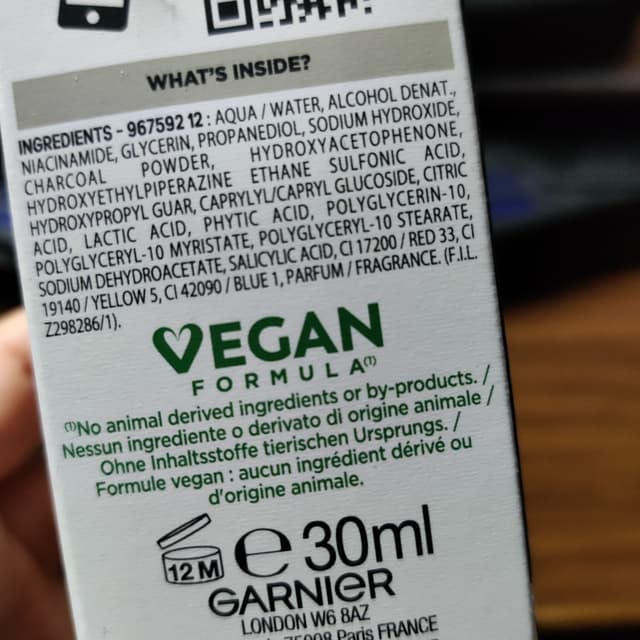 WHAT'S INSIDE?
INGREDIENTS - 967592 12 : AQUA / WATER, ALCOHOL DENAT.,
NIACINAMIDE, GLYCERIN, PROPANEDIOL, SODIUM HYDROXIDE,
CHARCOAL POWDER, HYDROXYACETOPHENONE,
HYDROXYETHYLPIPERAZINE ETHANE SULFONIC ACID,
HYDROXYPROPYL GUAR, CAPRYLYL/CAPRYL GLUCOSIDE, CITRIC
ACID, LACTIC ACID, PHYTIC ACID, POLYGLYCERIN-10,
POLYGLYCERYL-10 MYRISTATE, POLYGLYCERYL-10 STEARATE,
SODIUM DEHYDROACETATE, SALICYLIC ACID, CI 17200 / RED 33, CI
19140 / YELLOW 5, CI 42090 / BLUE 1, PARFUM / FRAGRANCE. (F.I.L.
Z298286/1).
VEGAN
FORMULA(1)
(1)No animal derived ingredients or by-products. /
Nessun ingrediente o derivato di origine animale /
Ohne Inhaltsstoffe tierischen Ursprungs. /
Formule vegan : aucun ingrédient dérivé ou
d'origine animale.
12 M e 30ml
GARNIER
LONDON W6 8AZ
75008 Paris FRANCE